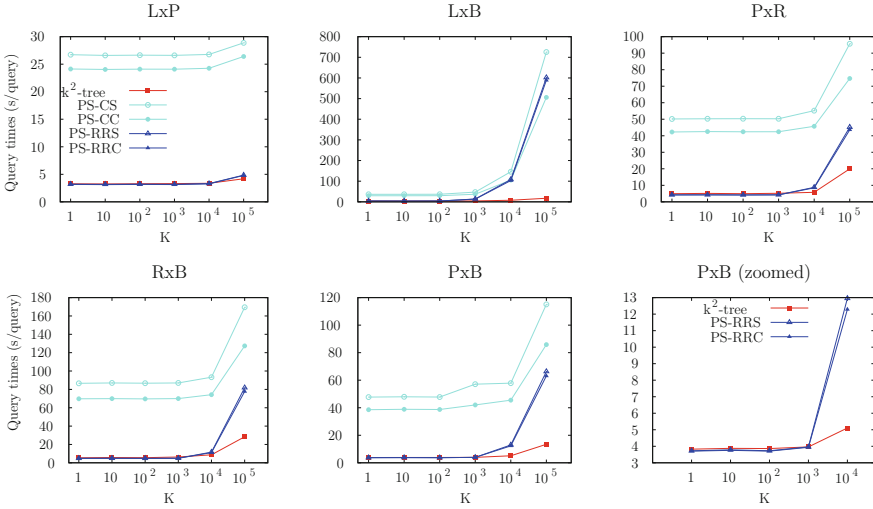 LxP
LxB
PxR
Query times (s/query)
30
25
20
15
10
5
0
k²-tree
PS-CS
PS-CC
PS-RRS
PS-RRC
1 10 10² 10³ 10⁴ 10⁵
K
800
700
600
500
400
300
200
100
0
1 10 10² 10³ 10⁴ 10⁵
K
100
90
80
70
60
50
40
30
20
10
0
1 10 10² 10³ 10⁴ 10⁵
K
RxB
PxB
PxB (zoomed)
Query times (s/query)
180
160
140
120
100
80
60
40
20
0
1 10 10² 10³ 10⁴ 10⁵
K
120
100
80
60
40
20
0
1 10 10² 10³ 10⁴ 10⁵
K
13
12
11
10
9
8
7
6
5
4
3
k²-tree
PS-RRS
PS-RRC
1 10 10² 10³ 10⁴
K